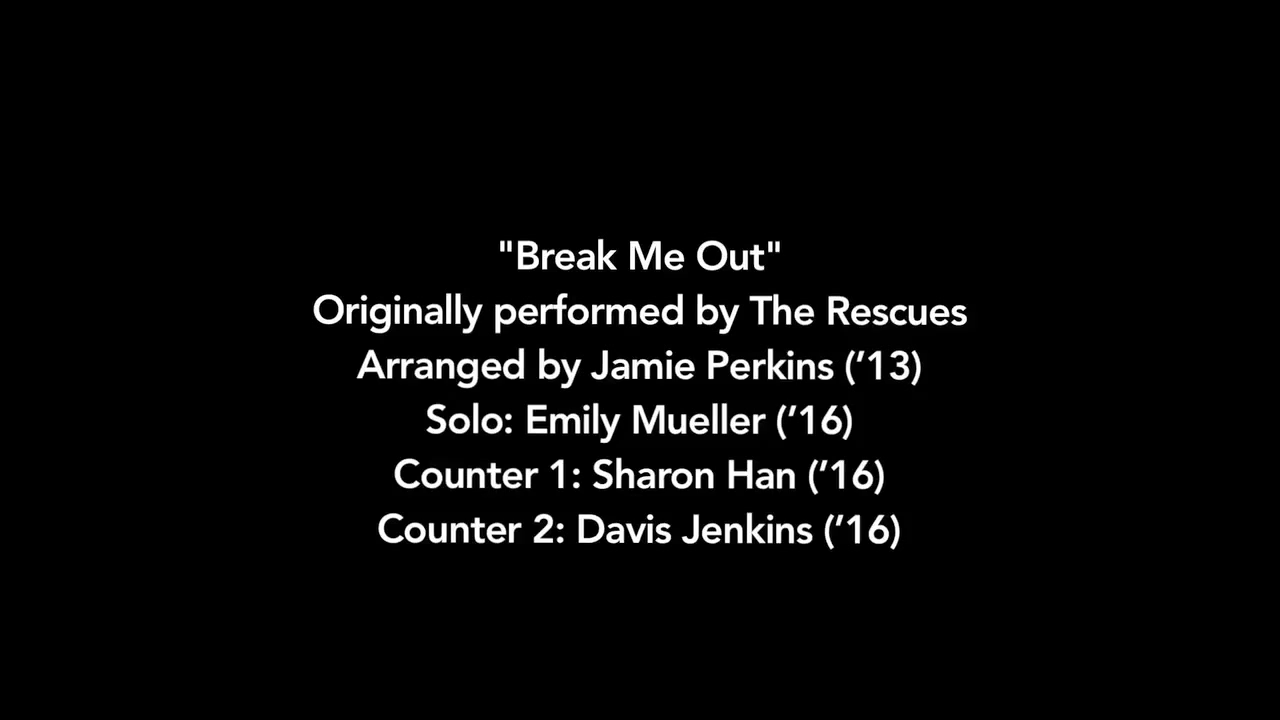 "Break Me Out"
Originally performed by The Rescues
Arranged by Jamie Perkins (’13)
Solo: Emily Mueller (’16)
Counter 1: Sharon Han (’16)
Counter 2: Davis Jenkins (’16)